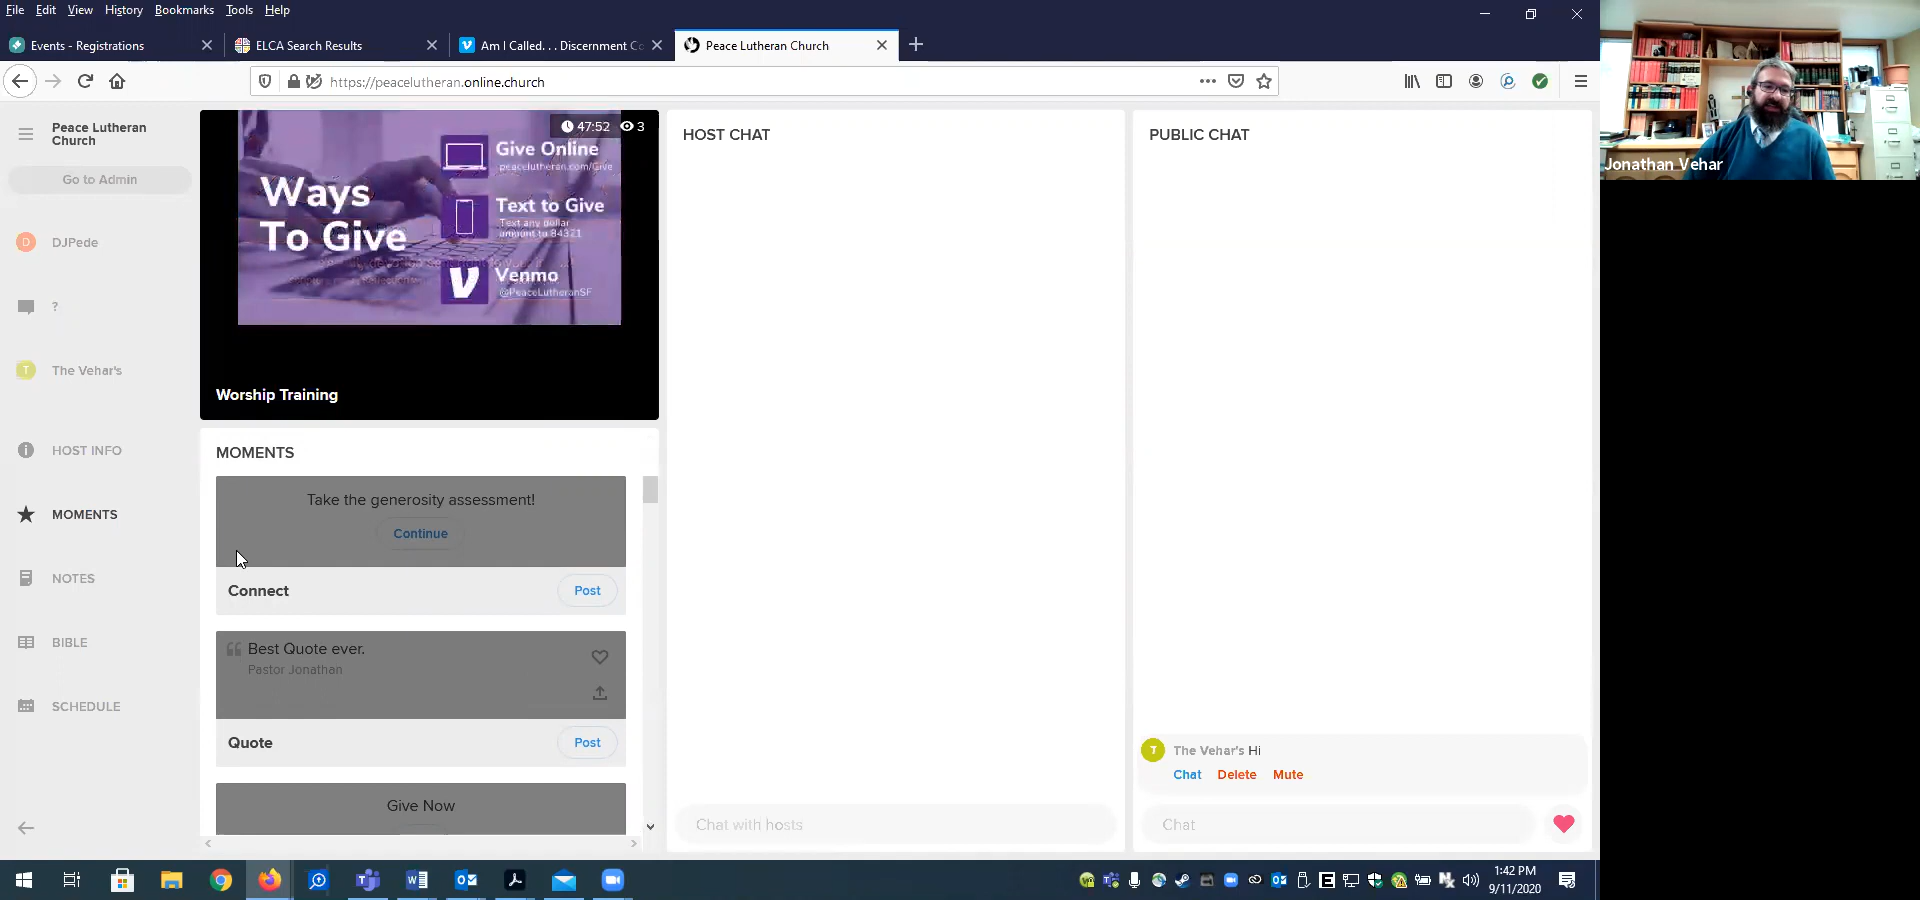 File Edit View History Bookmarks Tools Help
Events - Registrations
ELCA Search Results
Am I Called. . . Discernment Co
Peace Lutheran Church
https://peacelutheran.online.church
Peace Lutheran
Church
Go to Admin
D DJPede
?
T The Vehar's
HOST INFO
MOMENTS
NOTES
BIBLE
SCHEDULE
47:52 3
Ways
To Give
Give Online
peacelutheran.com/Give
Text to Give
Text any dollar
amount to 84321
Venmo
@PeaceLutheranSF
Worship Training
MOMENTS
Take the generosity assessment!
Continue
Connect Post
Best Quote ever.
Pastor Jonathan
Quote Post
Give Now
HOST CHAT
Chat with hosts
PUBLIC CHAT
T The Vehar's Hi
Chat Delete Mute
Chat
Jonathan Vehar
1:42 PM
9/11/2020